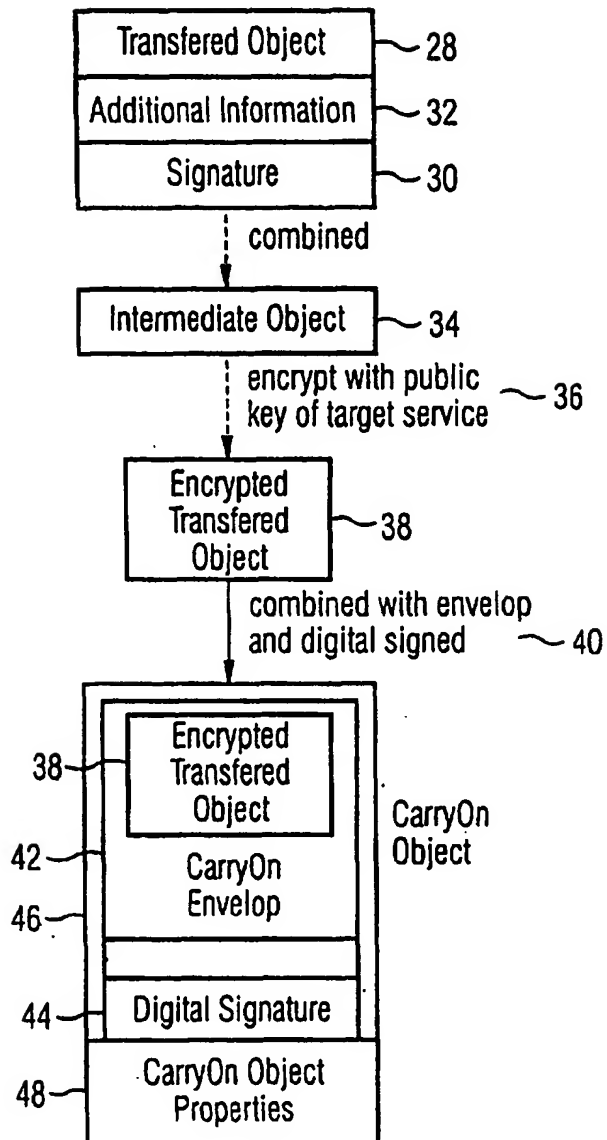 Transfered Object 28
Additional Information 32
Signature 30
combined
Intermediate Object 34
encrypt with public
key of target service 36
Encrypted
Transfered
Object
38
combined with envelop
and digital signed 40
Encrypted
Transfered
Object
38
CarryOn
Object
42
CarryOn
Envelop
46
44
Digital Signature
CarryOn Object
Properties
48